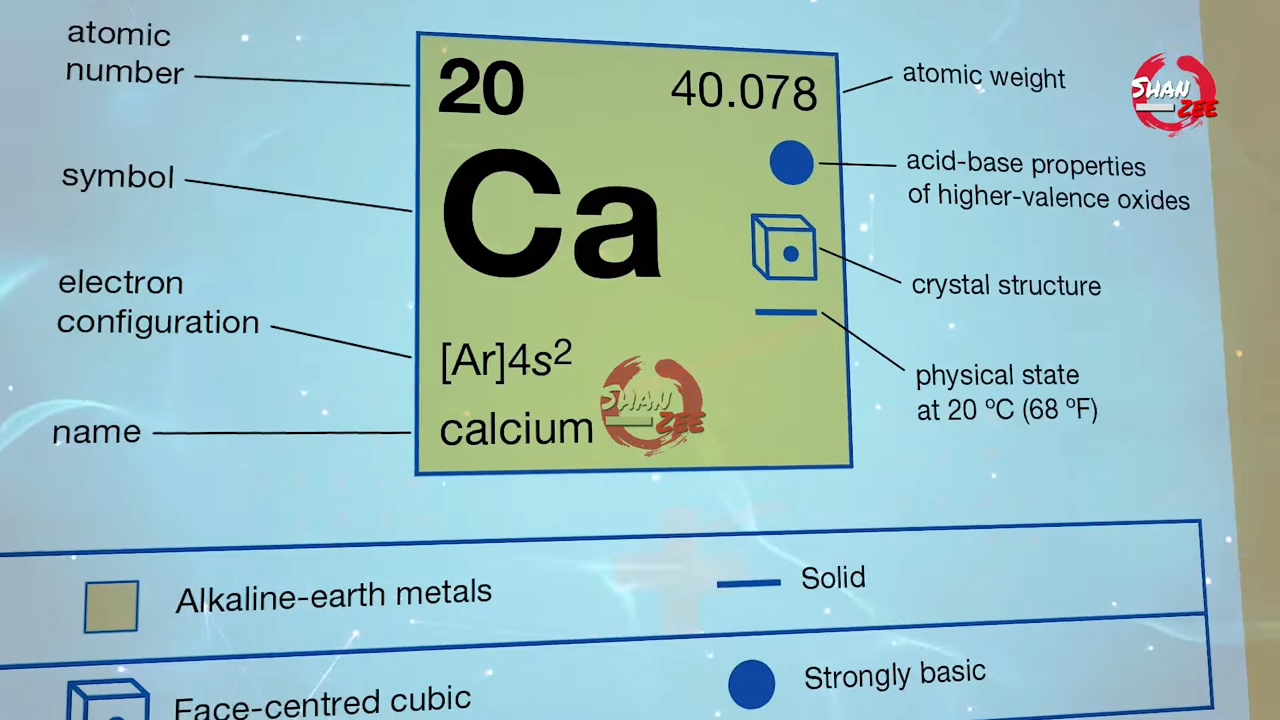 atomic
number
20
40.078
atomic weight
SHAN
ZEE
symbol
Ca
acid-base properties
of higher-valence oxides
crystal structure
electron
configuration
[Ar]4s²
physical state
at 20 ºC (68 ºF)
name
calcium
SHAN
ZEE
Alkaline-earth metals
Solid
Face-centred cubic
Strongly basic